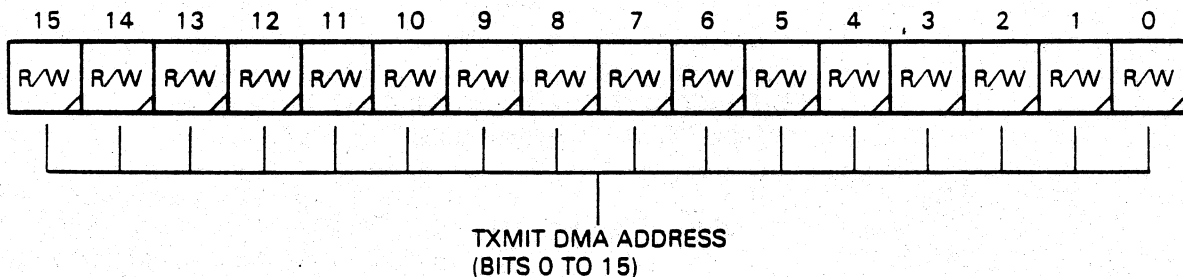 15 14 13 12 11 10 9 8 7 6 5 4 3 2 1 0
R/W R/W R/W R/W R/W R/W R/W R/W R/W R/W R/W R/W R/W R/W R/W R/W
TXMIT DMA ADDRESS
(BITS 0 TO 15)